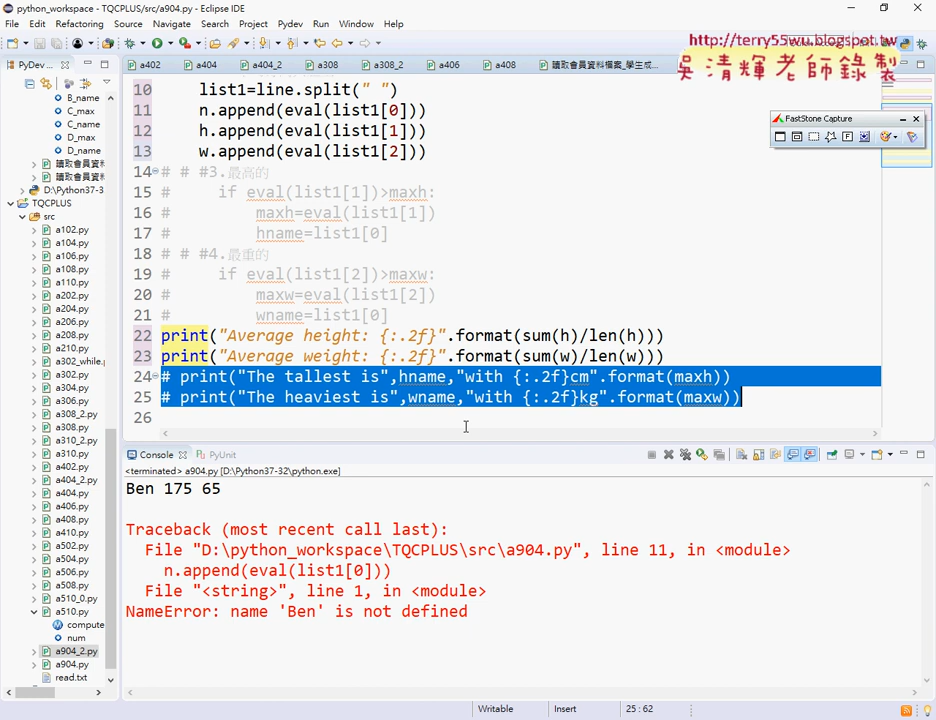 python_workspace - TQCPLUS/src/a904.py - Eclipse IDE
File Edit Refactoring Source Navigate Search Project Pydev Run Window Help
http://terry55wu.blogspot.tw
吳清輝老師錄製
PyDev
a402 a404 a404_2 a308 a308_2 a406 a408 讀取會員資料檔案_學生成...
FastStone Capture
B_name
C_max
C_name
D_max
D_name
讀取會員資料
讀取會員資料
D:\Python37-3
TQCPLUS
src
a102.py
a104.py
a106.py
a108.py
a110.py
a202.py
a204.py
a206.py
a208.py
a210.py
a302_while.
a302.py
a304.py
a306.py
a308_2.py
a308.py
a310_2.py
a402.py
a404_2.py
a404.py
a406.py
a408.py
a410.py
a502.py
a504.py
a506.py
a508.py
a510_0.py
a510.py
compute
num
a904_2.py
a904.py
read.txt
10 list1=line.split(" ")
11 n.append(eval(list1[0]))
12 h.append(eval(list1[1]))
13 w.append(eval(list1[2]))
14 # # #3.最高的
15 # if eval(list1[1])>maxh:
16 # maxh=eval(list1[1])
17 # hname=list1[0]
18 # # #4.最重的
19 # if eval(list1[2])>maxw:
20 # maxw=eval(list1[2])
21 # wname=list1[0]
22 print("Average height: {:.2f}".format(sum(h)/len(h)))
23 print("Average weight: {:.2f}".format(sum(w)/len(w)))
24 # print("The tallest is",hname,"with {:.2f}cm".format(maxh))
25 # print("The heaviest is",wname,"with {:.2f}kg".format(maxw))
26
Console PyUnit
<terminated> a904.py [D:\Python37-32\python.exe]
Ben 175 65
Traceback (most recent call last):
File "D:\python_workspace\TQCPLUS\src\a904.py", line 11, in <module>
n.append(eval(list1[0]))
File "<string>", line 1, in <module>
NameError: name 'Ben' is not defined
Writable Insert 25 : 62